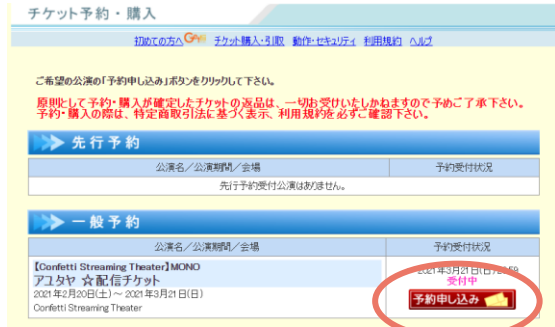 チケット予約・購入
初めての方へ GAte チケット購入・引取 動作・セキュリティ 利用規約 ヘルプ
ご希望の公演の「予約申し込み」ボタンをクリックして下さい。
原則として予約・購入が確定したチケットの返品は、一切お受けいたしかねますので予めご了承下さい。
予約・購入の際は、特定商取引法に基づく表示、利用規約を必ずご確認下さい。
先行予約
公演名／公演期間／会場 予約受付状況
先行予約受付公演はありません。
一般予約
公演名／公演期間／会場 予約受付状況
【Confetti Streaming Theater】MONO
アユタヤ ☆配信チケット
2021年2月20日(土)～2021年3月21日(日)
Confetti Streaming Theater
2021年3月21日(日)
受付中
予約申し込み